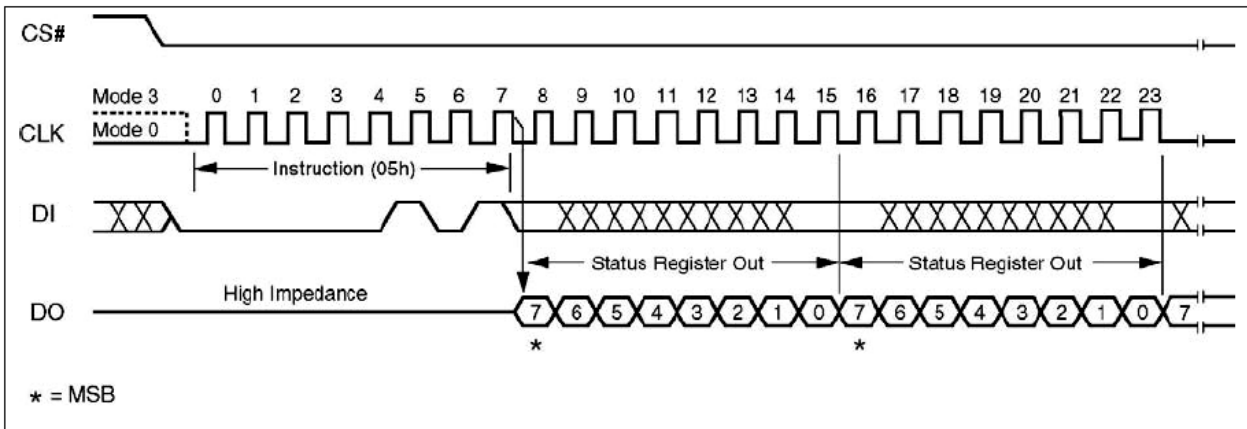 CS#
Mode 3 0 1 2 3 4 5 6 7 8 9 10 11 12 13 14 15 16 17 18 19 20 21 22 23
CLK Mode 0
Instruction (05h)
DI
Status Register Out Status Register Out
High Impedance
DO 7 6 5 4 3 2 1 0 7 6 5 4 3 2 1 0 7
* *
* = MSB